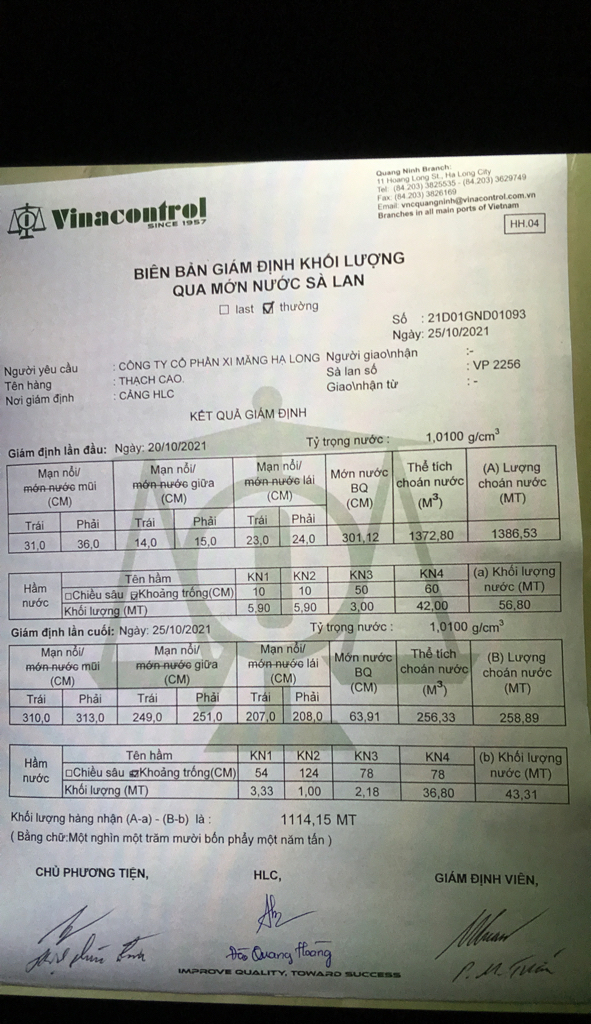 Quang Ninh Branch:
11 Hoang Long St., Ha Long City
Tel: (84.203) 3825535 - (84.203) 3629749
Fax: (84.203) 3826169
Email: vncquangninh@vinacontrol.com.vn
Branches in all main ports of Vietnam
Vinacontrol
SINCE 1957
HH.04
BIÊN BẢN GIÁM ĐỊNH KHỐI LƯỢNG
QUA MỚN NƯỚC SÀ LAN
☐ last ☑ thường
Số : 21D01GND01093
Ngày: 25/10/2021
Người yêu cầu : CÔNG TY CỔ PHẦN XI MĂNG HẠ LONG Người giao\nhận :-
Tên hàng : THẠCH CAO. Sà lan số : VP 2256
Nơi giám định : CẢNG HLC Giao\nhận từ : -
KẾT QUẢ GIÁM ĐỊNH
Giám định lần đầu: Ngày: 20/10/2021 Tỷ trọng nước : 1,0100 g/cm³
Mạn nổi/ Mạn nổi/ Mạn nổi/ Mớn nước Thể tích (A) Lượng
món nước mũi món nước giữa món nước lái BQ choán nước choán nước
(CM) (CM) (CM) (CM) (M³) (MT)
Trái Phải Trái Phải Trái Phải
31,0 36,0 14,0 15,0 23,0 24,0 301,12 1372,80 1386,53
Hầm nước Tên hầm KN1 KN2 KN3 KN4 (a) Khối lượng nước (MT)
☐Chiều sâu ☑Khoảng trống(CM) 10 10 50 60
Khối lượng (MT) 5,90 5,90 3,00 42,00 56,80
Giám định lần cuối: Ngày: 25/10/2021 Tỷ trọng nước : 1,0100 g/cm³
Mạn nổi/ Mạn nổi/ Mạn nổi/ Mớn nước Thể tích (B) Lượng
món nước mũi món nước giữa món nước lái BQ choán nước choán nước
(CM) (CM) (CM) (CM) (M³) (MT)
Trái Phải Trái Phải Trái Phải
310,0 313,0 249,0 251,0 207,0 208,0 63,91 256,33 258,89
Hầm nước Tên hầm KN1 KN2 KN3 KN4 (b) Khối lượng nước (MT)
☐Chiều sâu ☑Khoảng trống(CM) 54 124 78 78
Khối lượng (MT) 3,33 1,00 2,18 36,80 43,31
Khối lượng hàng nhận (A-a) - (B-b) là : 1114,15 MT
( Bằng chữ:Một nghìn một trăm mười bốn phẩy một năm tấn )
CHỦ PHƯƠNG TIỆN, HLC, GIÁM ĐỊNH VIÊN,
Đào Quang Hoàng
IMPROVE QUALITY, TOWARD SUCCESS